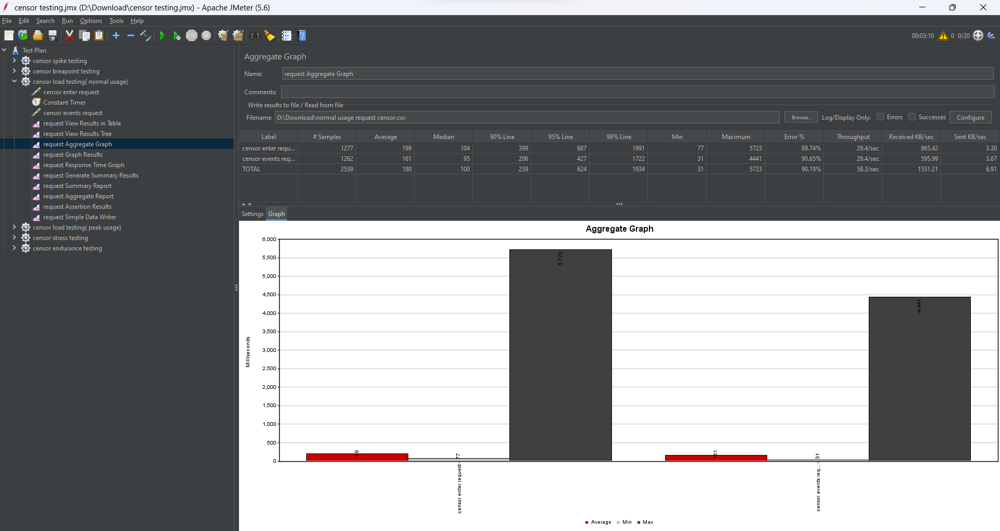 censor testing.jmx (D:\Download\censor testing.jmx) - Apache JMeter (5.6)
File Edit Search Run Options Tools Help
STOP
00:03:10 0 0/20
Test Plan
censor spike testing
censor breapoint testing
censor load testing( normal usage)
censor enter request
Constant Timer
censor events request
request View Results in Table
request View Results Tree
request Aggregate Graph
request Graph Results
request Response Time Graph
request Generate Summary Results
request Summary Report
request Aggregate Report
request Assertion Results
request Simple Data Writer
censor load testing( peak usage)
censor stress testing
censor endurance testing
Aggregate Graph
Name: request Aggregate Graph
Comments:
Write results to file / Read from file
Filename D:\Download\normal usage request censor.csv Browse... Log/Display Only: Errors Successes Configure
Label # Samples Average Median 90% Line 95% Line 99% Line Min Maximum Error % Throughput Received KB/sec Sent KB/sec
censor enter requ... 1277 199 104 399 687 1991 77 5723 89.74% 29.4/sec 965.42 3.30
censor events req... 1262 161 95 206 427 1722 31 4441 90.65% 29.4/sec 595.99 3.67
TOTAL 2539 180 100 239 624 1934 31 5723 90.19% 58.3/sec 1551.21 6.91
Settings Graph
Aggregate Graph
Milliseconds
6,000
5,500
5,000
4,500
4,000
3,500
3,000
2,500
2,000
1,500
1,000
500
0
199
77
5,723
161
31
4,441
censor enter request
censor events req...
Average Min Max